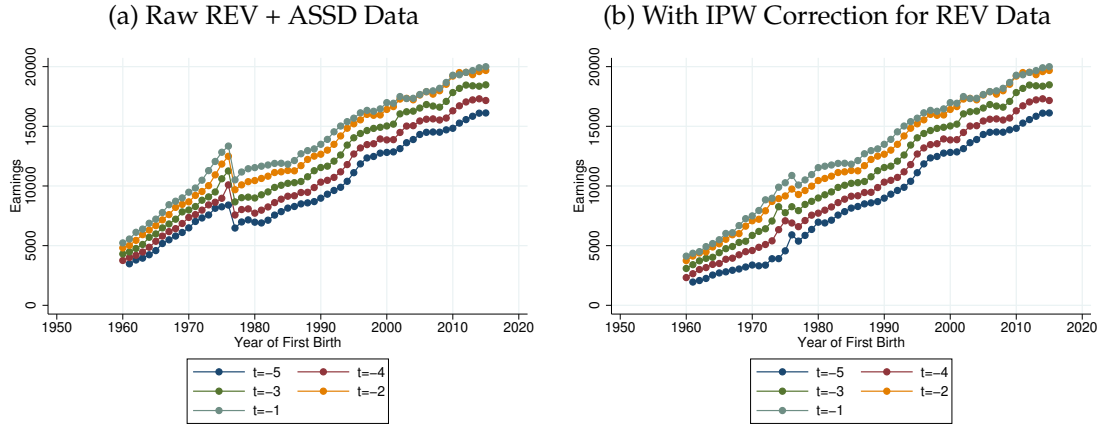 (a) Raw REV + ASSD Data
20000
15000
10000
5000
0
Earnings
1950 1960 1970 1980 1990 2000 2010 2020
Year of First Birth
t=−5 t=−4
t=−3 t=−2
t=−1
(b) With IPW Correction for REV Data
20000
15000
10000
5000
0
Earnings
1950 1960 1970 1980 1990 2000 2010 2020
Year of First Birth
t=−5 t=−4
t=−3 t=−2
t=−1